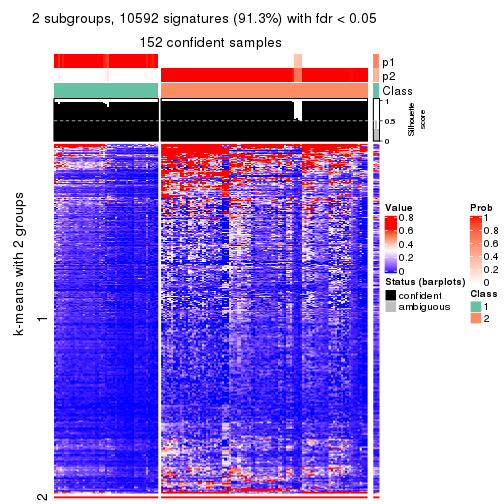 2 subgroups, 10592 signatures (91.3%) with fdr < 0.05
152 confident samples
p1
p2
Class
1
0.5
0
Silhouette
score
k-means with 2 groups
1
2
Value
0.8
0.6
0.4
0.2
0
Status (barplots)
confident
ambiguous
Prob
1
0.8
0.6
0.4
0.2
0
Class
1
2